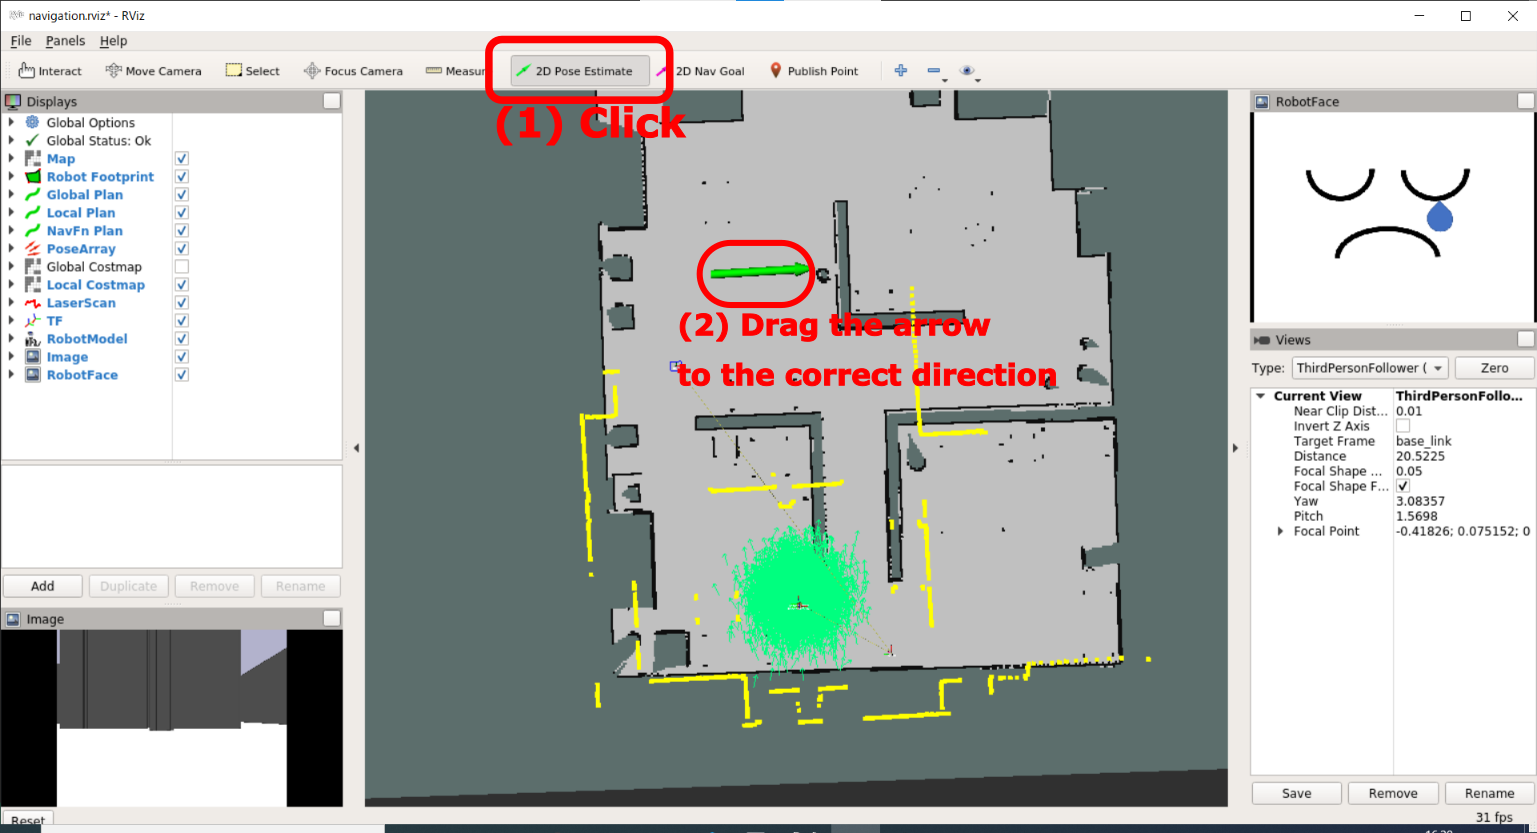 navigation.rviz* - RViz
File Panels Help
Interact Move Camera Select Focus Camera Measur 2D Pose Estimate 2D Nav Goal Publish Point
(1) Click
Displays
Global Options
Global Status: Ok
Map
Robot Footprint
Global Plan
Local Plan
NavFn Plan
PoseArray
Global Costmap
Local Costmap
LaserScan
TF
RobotModel
Image
RobotFace
Add Duplicate Remove Rename
Image
Reset
(2) Drag the arrow
to the correct direction
RobotFace
Views
Type: ThirdPersonFollower ( Zero
Current View ThirdPersonFollo...
Near Clip Dist... 0.01
Invert Z Axis
Target Frame base_link
Distance 20.5225
Focal Shape ... 0.05
Focal Shape F...
Yaw 3.08357
Pitch 1.5698
Focal Point -0.41826; 0.075152; 0
Save Remove Rename
31 fps